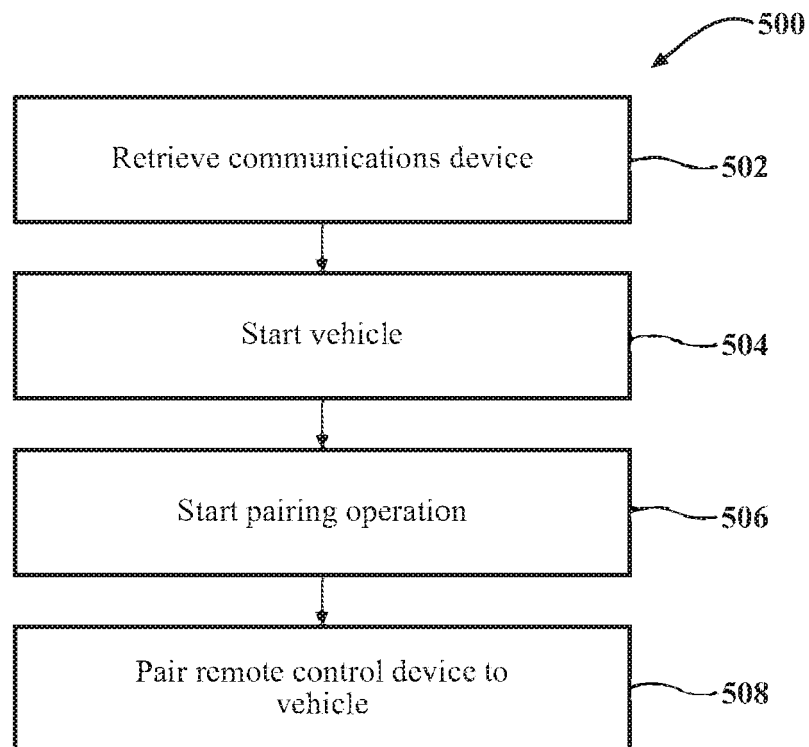 500
Retrieve communications device
502
Start vehicle
504
Start pairing operation
506
Pair remote control device to
vehicle
508